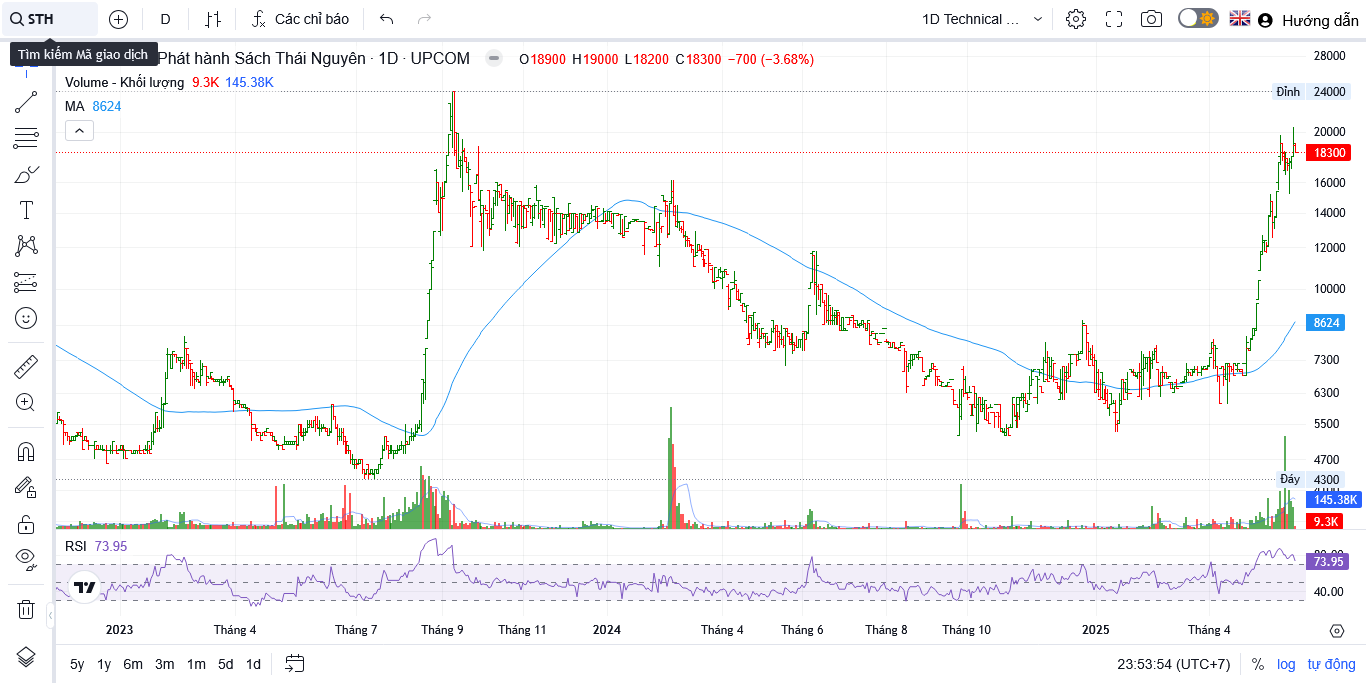 STH
D
Các chỉ báo
1D Technical ...
Hướng dẫn
Tìm kiếm Mã giao dịch
Phát hành Sách Thái Nguyên · 1D · UPCOM
O18900 H19000 L18200 C18300 −700 (−3.68%)
Volume - Khối lượng 9.3K 145.38K
MA 8624
28000
Đỉnh 24000
20000
18300
16000
14000
12000
10000
8624
7300
6300
5500
4700
Đáy 4300
145.38K
9.3K
RSI 73.95
73.95
40.00
2023 Tháng 4 Tháng 7 Tháng 9 Tháng 11 2024 Tháng 4 Tháng 6 Tháng 8 Tháng 10 2025 Tháng 4
5y 1y 6m 3m 1m 5d 1d
23:53:54 (UTC+7) % log tự động